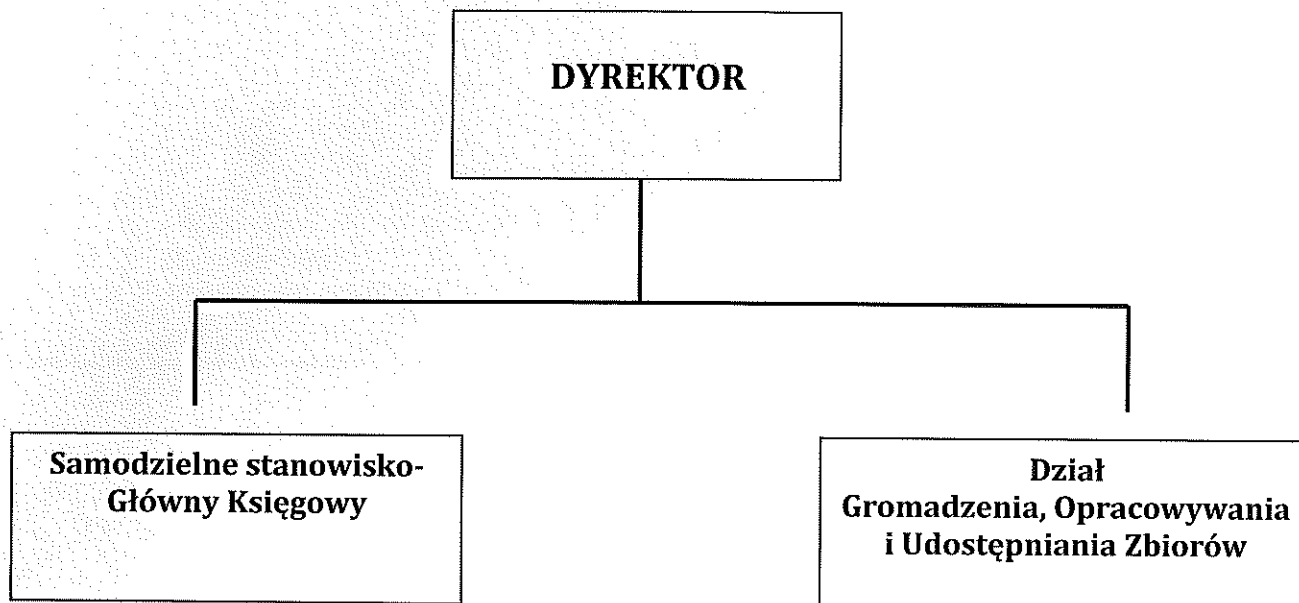 DYREKTOR
Samodzielne stanowisko-
Główny Księgowy
Dział
Gromadzenia, Opracowywania
i Udostępniania Zbiorów